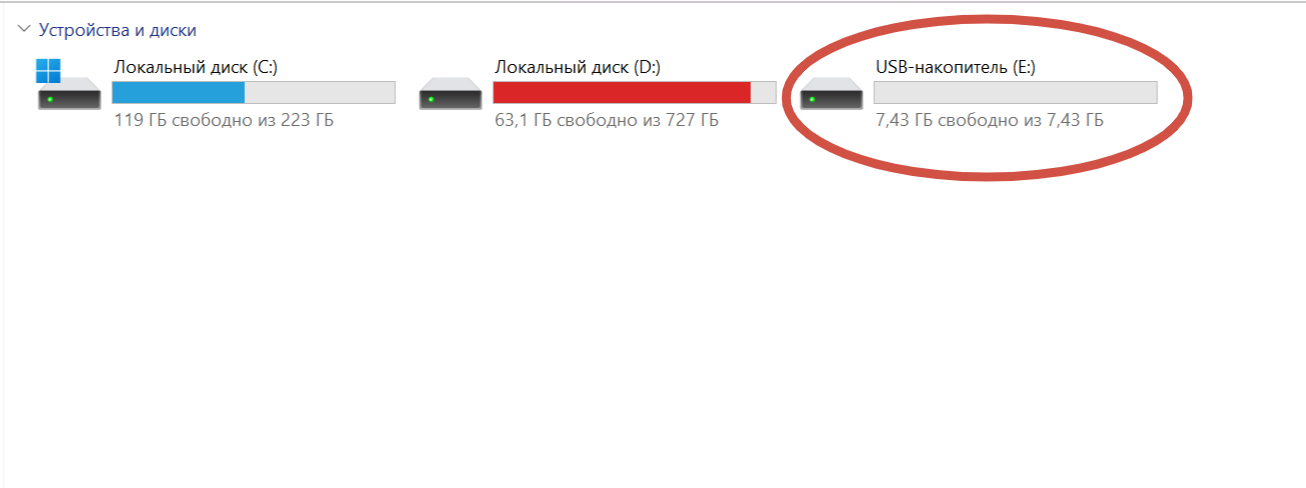 Устройства и диски
Локальный диск (C:)
119 ГБ свободно из 223 ГБ
Локальный диск (D:)
63,1 ГБ свободно из 727 ГБ
USB-накопитель (E:)
7,43 ГБ свободно из 7,43 ГБ